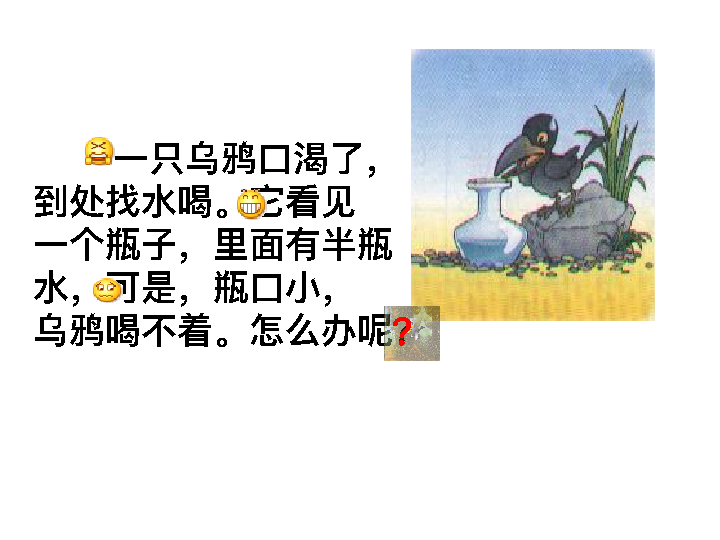 一只乌鸦口渴了，
到处找水喝。它看见
一个瓶子，里面有半瓶
水，可是，瓶口小，
乌鸦喝不着。怎么办呢？